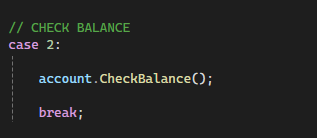 // CHECK BALANCE
case 2:
account.CheckBalance();
break;